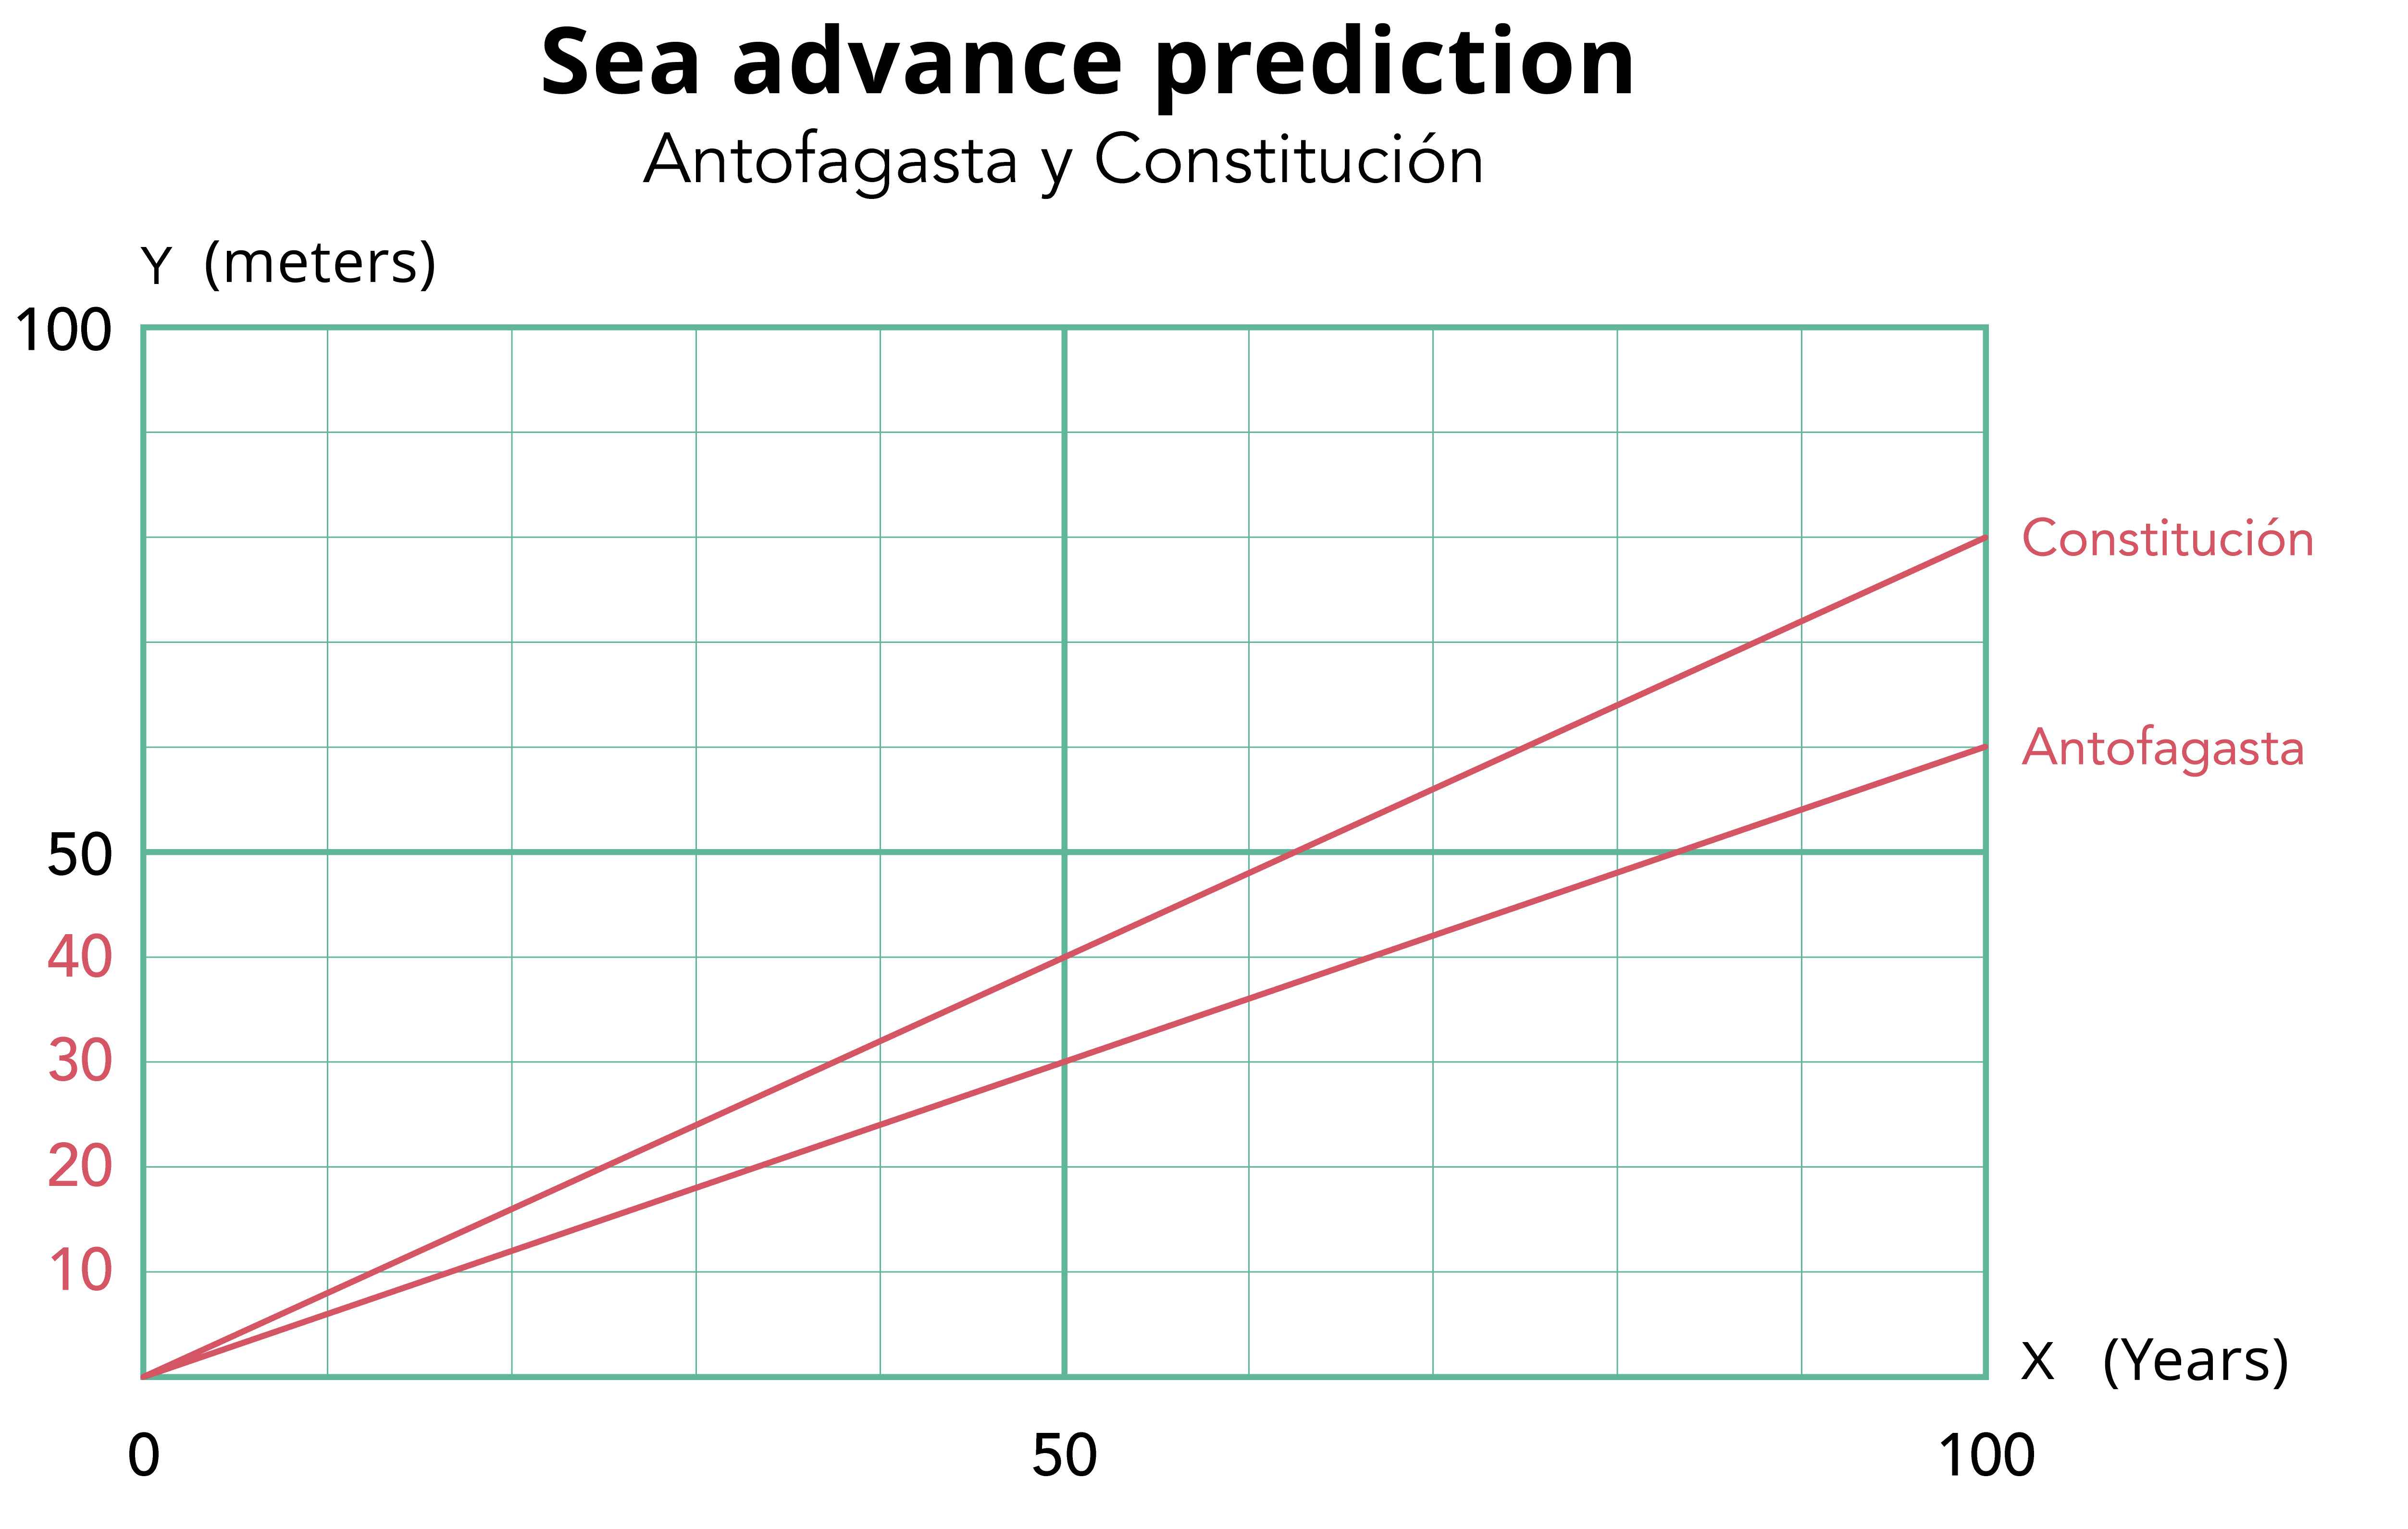 Sea advance prediction
Antofagasta y Constitución
Y (meters)
100
Constitución
Antofagasta
50
40
30
20
10
X (Years)
0 50 100